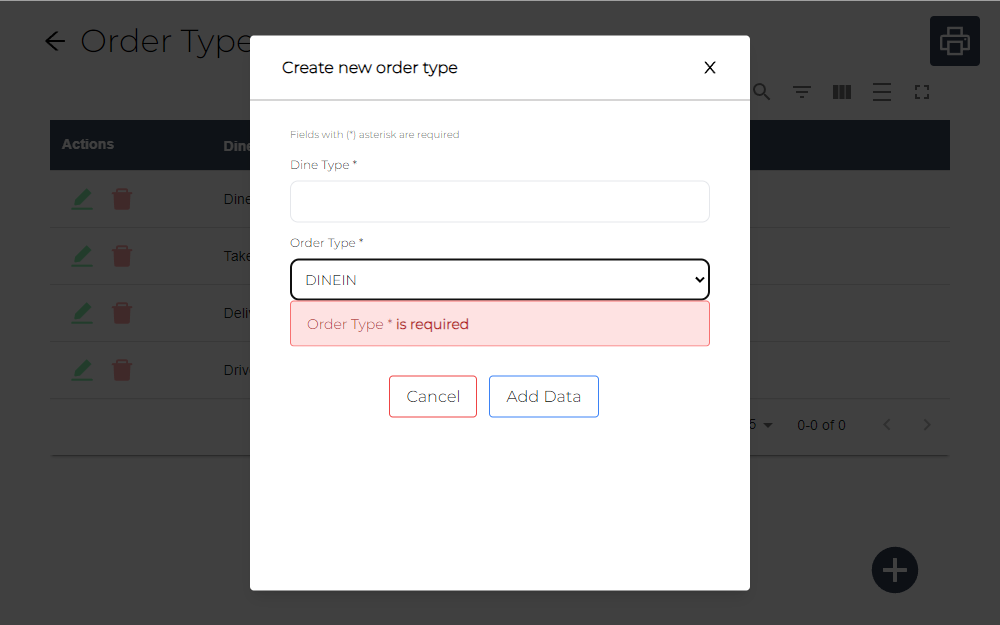 Order Type
Create new order type
X
Actions
Dine
Fields with (*) asterisk are required
Dine Type *
Dine
Order Type *
Take
DINEIN
Deli
Order Type * is required
Driv
Cancel
Add Data
5
0-0 of 0